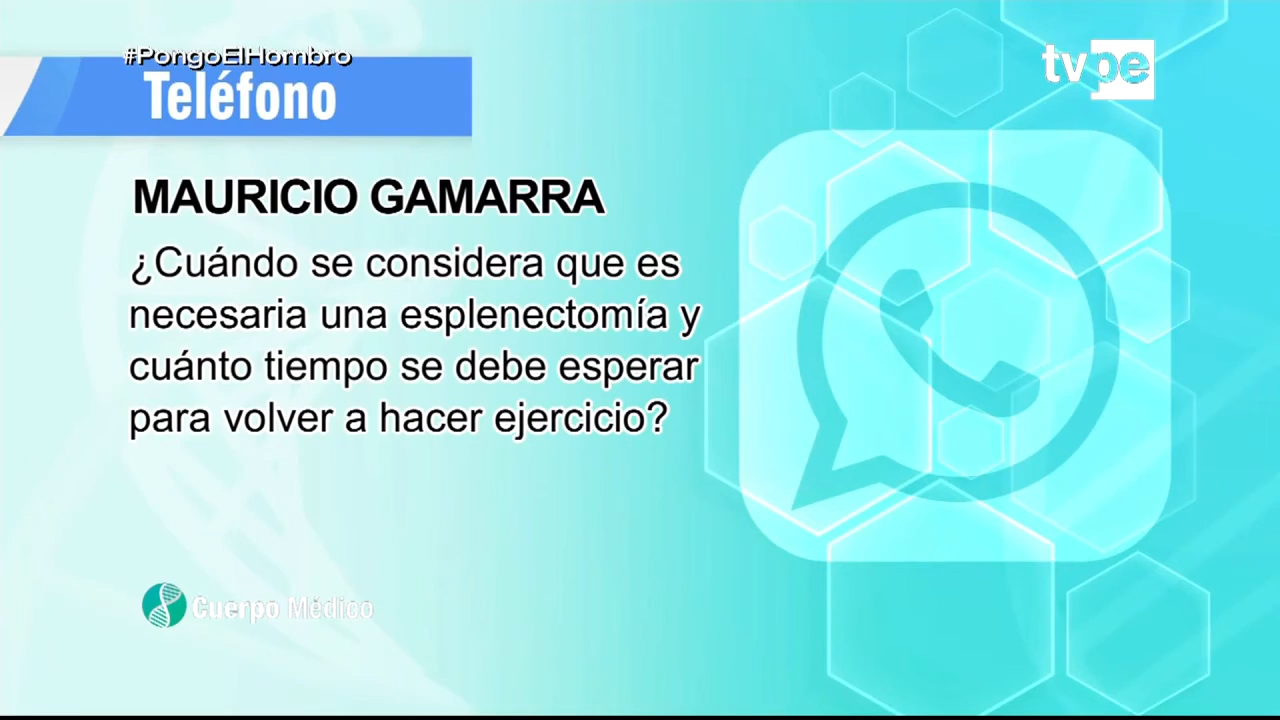 #PongoElHombro
Teléfono
tvpe
MAURICIO GAMARRA
¿Cuándo se considera que es
necesaria una esplenectomía y
cuánto tiempo se debe esperar
para volver a hacer ejercicio?
Cuerpo Médico